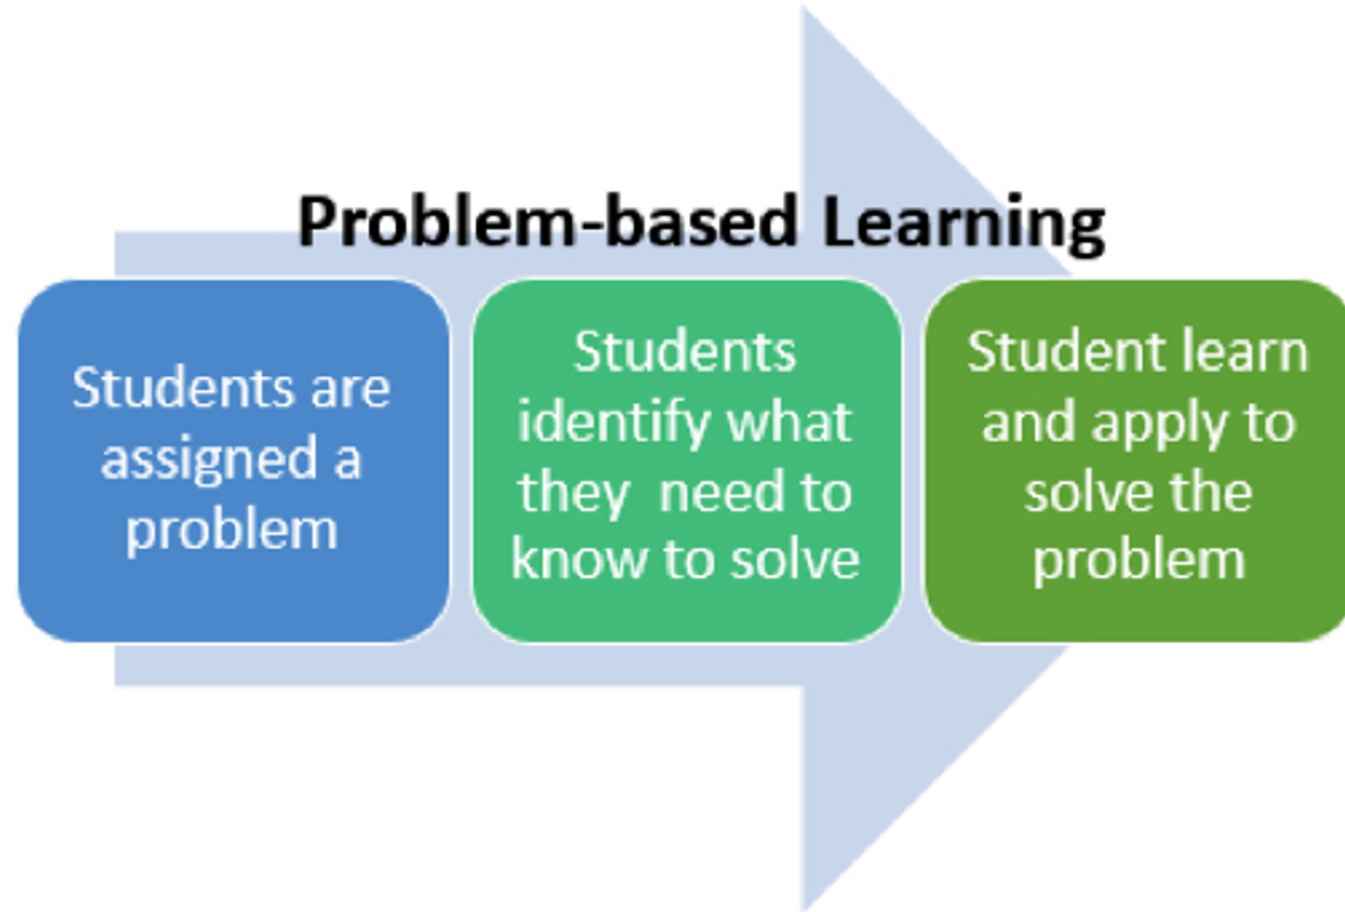 Problem-based Learning
Students are
assigned a
problem
Students
identify what
they  need to
know to solve
Student learn
and apply to
solve the
problem